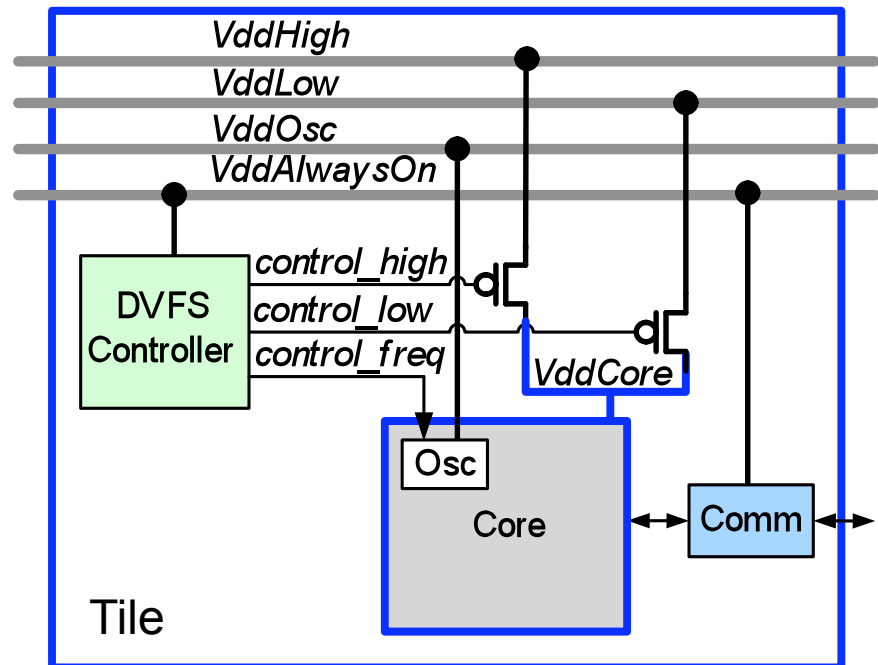 VddHigh
VddLow
VddOsc
VddAlwaysOn
control_high
DVFS
Controller
control_low
control_freq
VddCore
Osc
Core
Comm
Tile